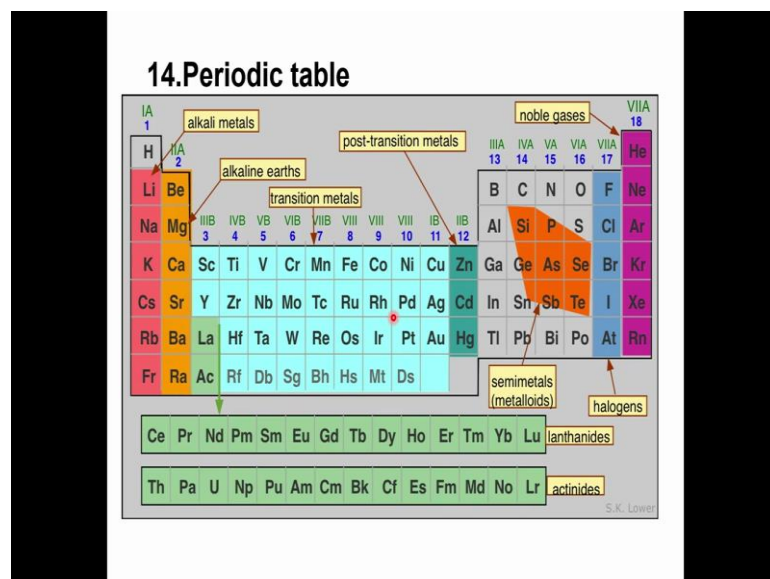 14.Periodic table
IA
1
alkali metals
noble gases
VIIA
18
H
IIA
2
alkaline earths
post-transition metals
IIIA IVA VA VIA VIIA
13 14 15 16 17
He
Li Be
transition metals
B C N O F Ne
Na Mg
IIIB IVB VB VIB VIIB VIII VIII VIII IB IIB
3 4 5 6 7 8 9 10 11 12
Al Si P S Cl Ar
K Ca Sc Ti V Cr Mn Fe Co Ni Cu Zn Ga Ge As Se Br Kr
Cs Sr Y Zr Nb Mo Tc Ru Rh Pd Ag Cd In Sn Sb Te I Xe
Rb Ba La Hf Ta W Re Os Ir Pt Au Hg Tl Pb Bi Po At Rn
Fr Ra Ac Rf Db Sg Bh Hs Mt Ds
semimetals
(metalloids)
halogens
Ce Pr Nd Pm Sm Eu Gd Tb Dy Ho Er Tm Yb Lu lanthanides
Th Pa U Np Pu Am Cm Bk Cf Es Fm Md No Lr actinides
S.K. Lower